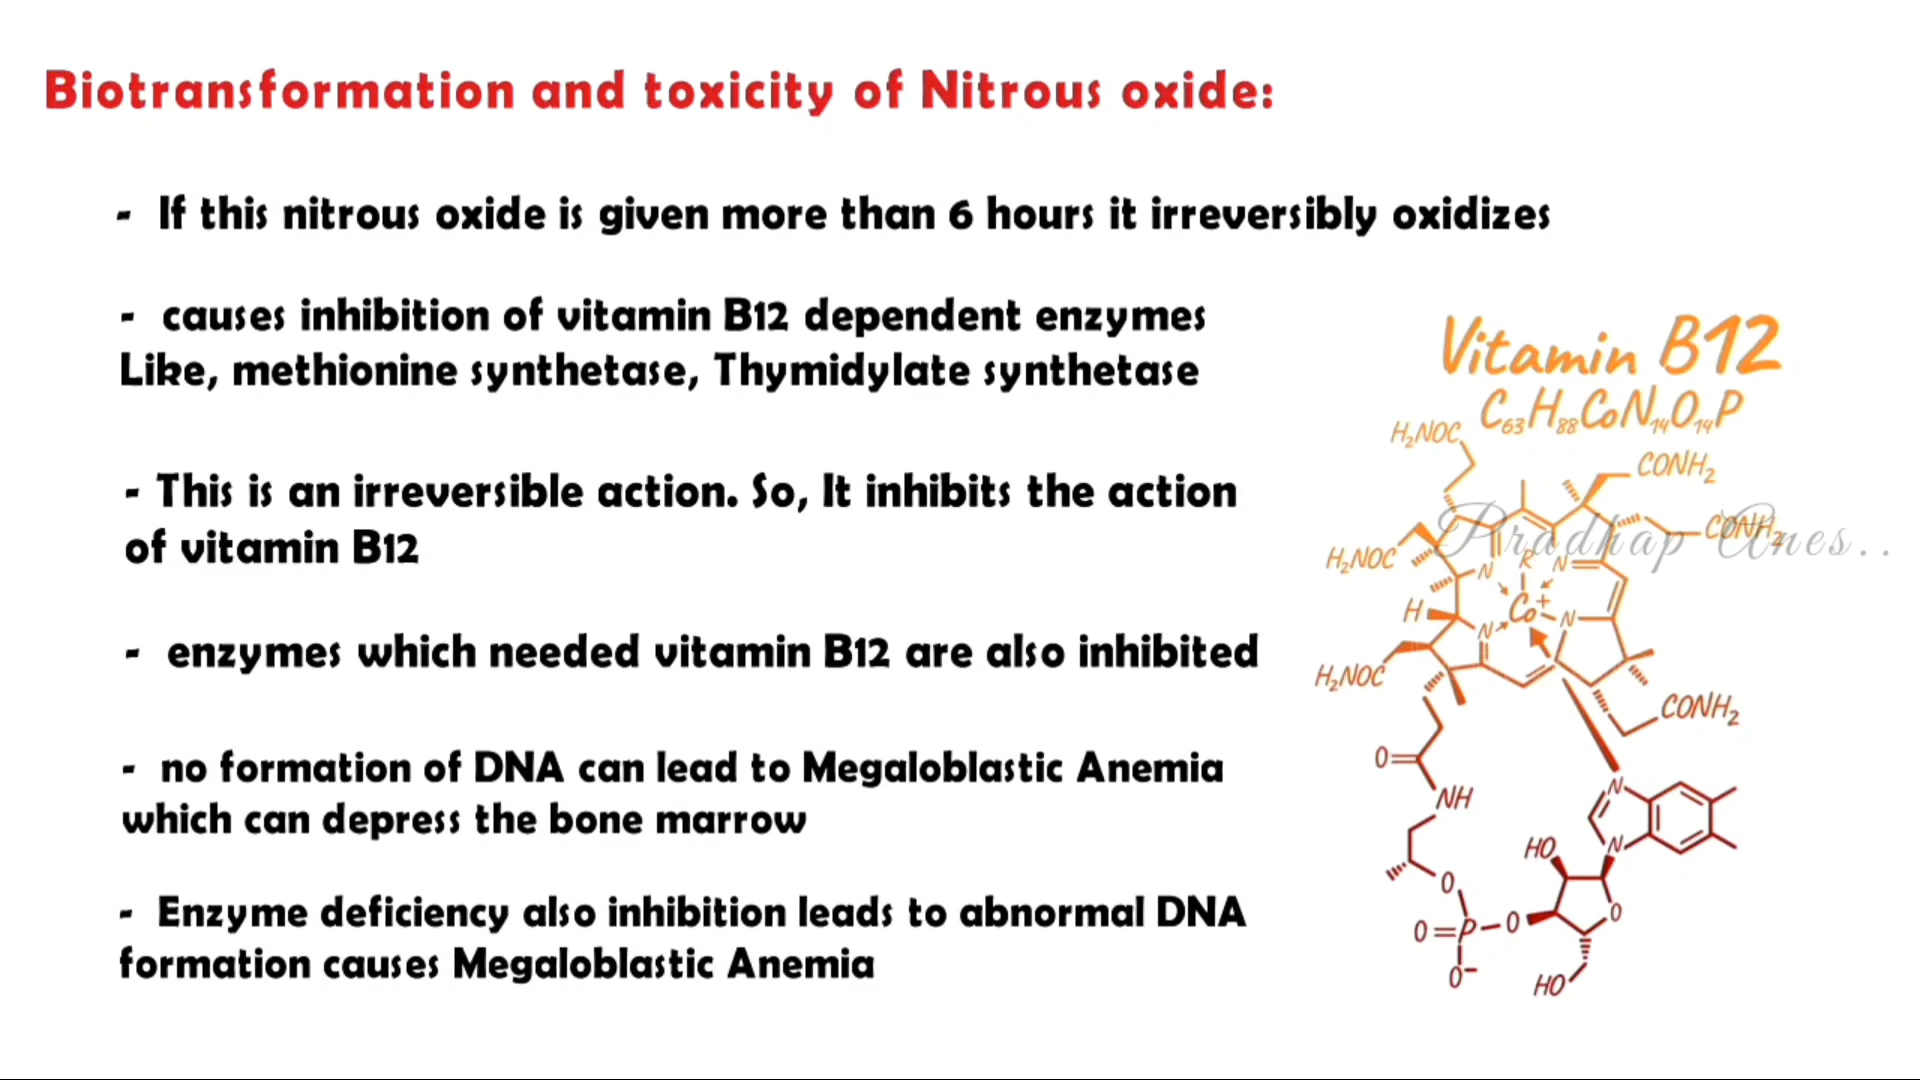 Biotransformation and toxicity of Nitrous oxide:
- If this nitrous oxide is given more than 6 hours it irreversibly oxidizes
- causes inhibition of vitamin B12 dependent enzymes
Like, methionine synthetase, Thymidylate synthetase
- This is an irreversible action. So, It inhibits the action
of vitamin B12
- enzymes which needed vitamin B12 are also inhibited
- no formation of DNA can lead to Megaloblastic Anemia
which can depress the bone marrow
- Enzyme deficiency also inhibition leads to abnormal DNA
formation causes Megaloblastic Anemia
Vitamin B12
C63H88CoN14O14P
H2NOC
CONH2
CONH2
Pradhap Anes..
H2NOC
N
R
N
H
Co+
N
N
H2NOC
CONH2
O
NH
N
N
HO
O
O
O=P-O
O-
HO